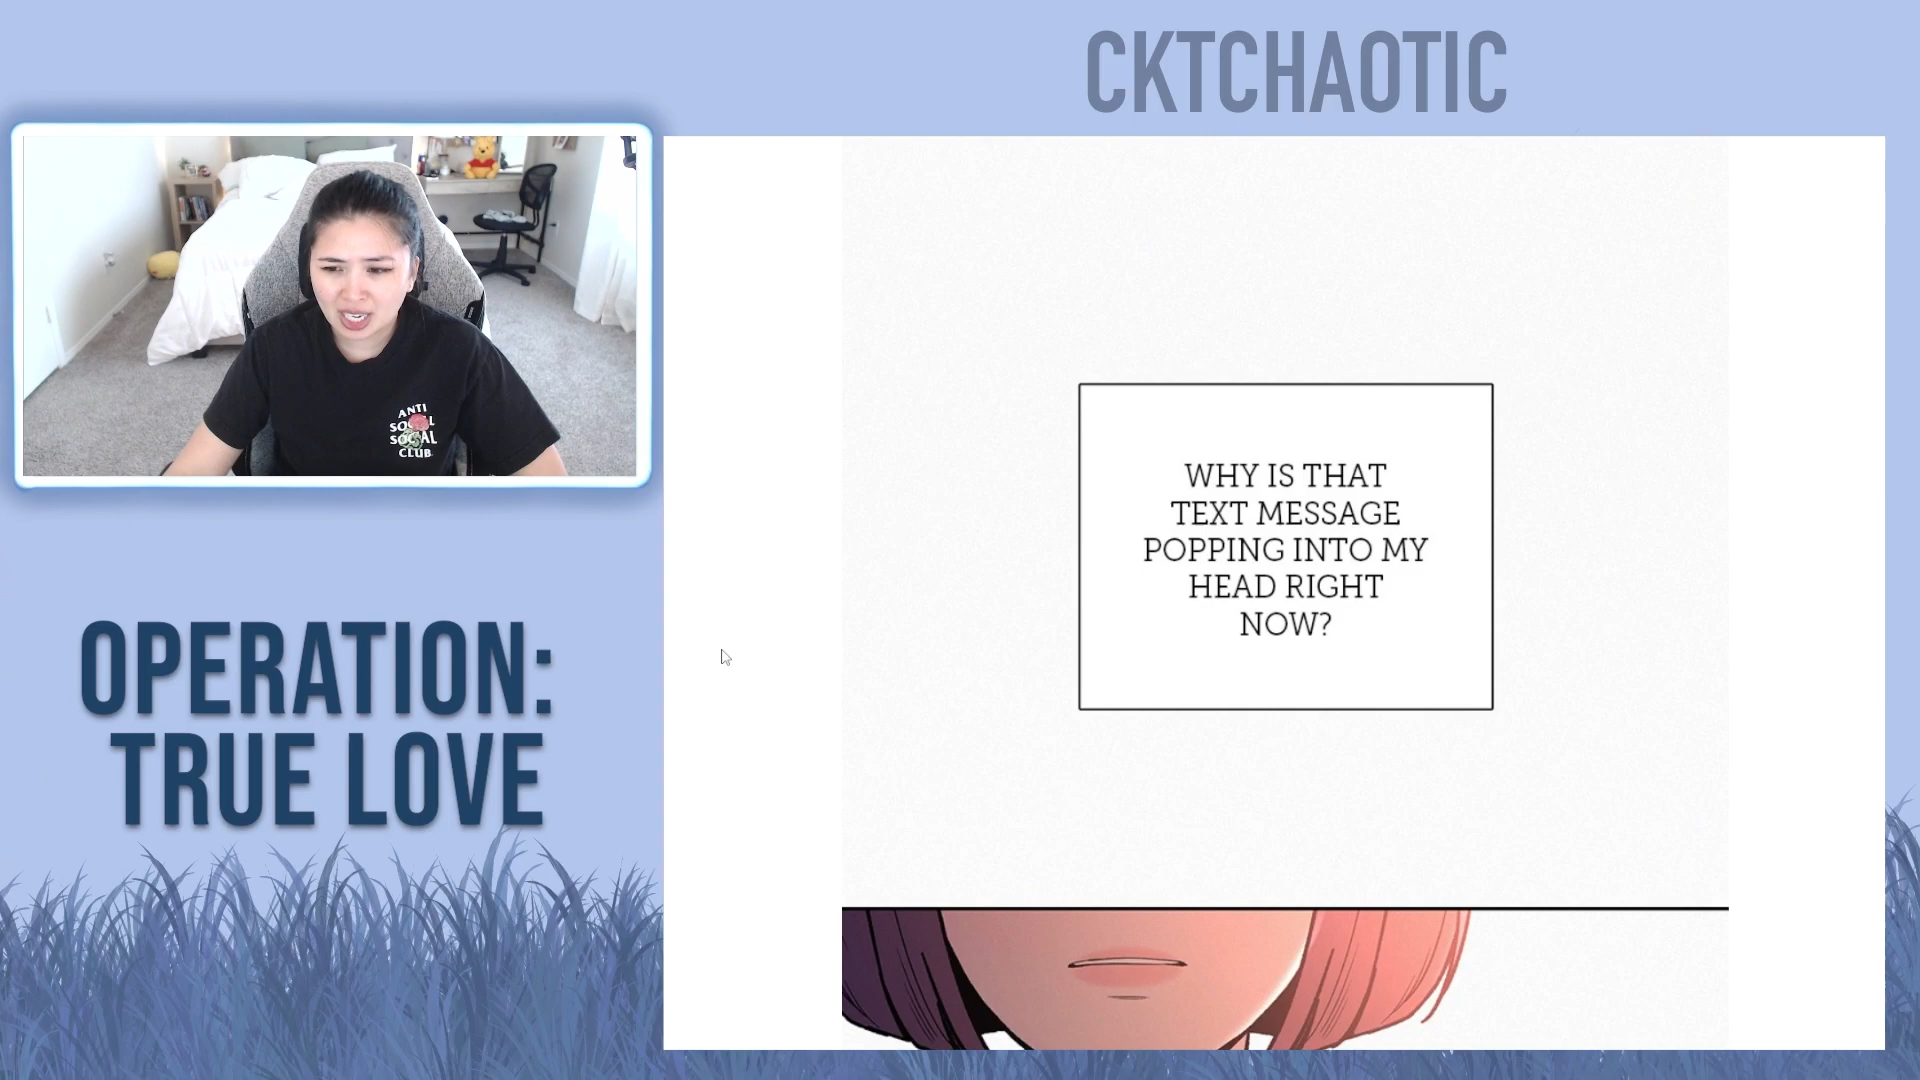 CKTCHAOTIC
ANTI
SOCIAL
SOCIAL
CLUB
OPERATION:
TRUE LOVE
WHY IS THAT
TEXT MESSAGE
POPPING INTO MY
HEAD RIGHT
NOW?